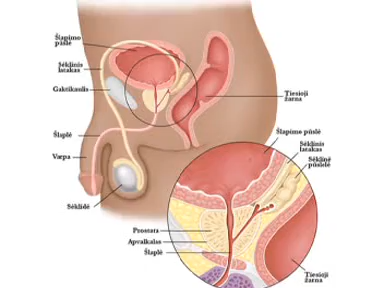 Šlapimo
pūslė
Sėklinis
latakas
Gaktikaulis
Šlaplė
Varpa
Sėklidė
Tiesioji
žarna
Šlapimo pūslė
Sėklinis
latakas
Sėklinė
pūslelė
Prostata
Apvalkalas
Šlaplė
Tiesioji
žarna